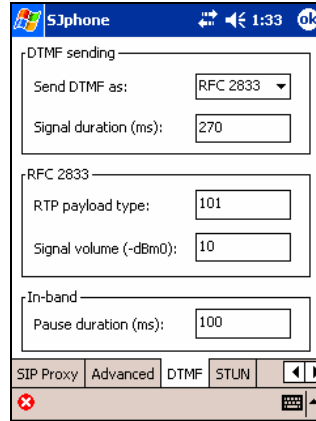 SJphone 1:33 ok
DTMF sending
Send DTMF as: RFC 2833
Signal duration (ms): 270
RFC 2833
RTP payload type: 101
Signal volume (-dBm0): 10
In-band
Pause duration (ms): 100
SIP Proxy Advanced DTMF STUN